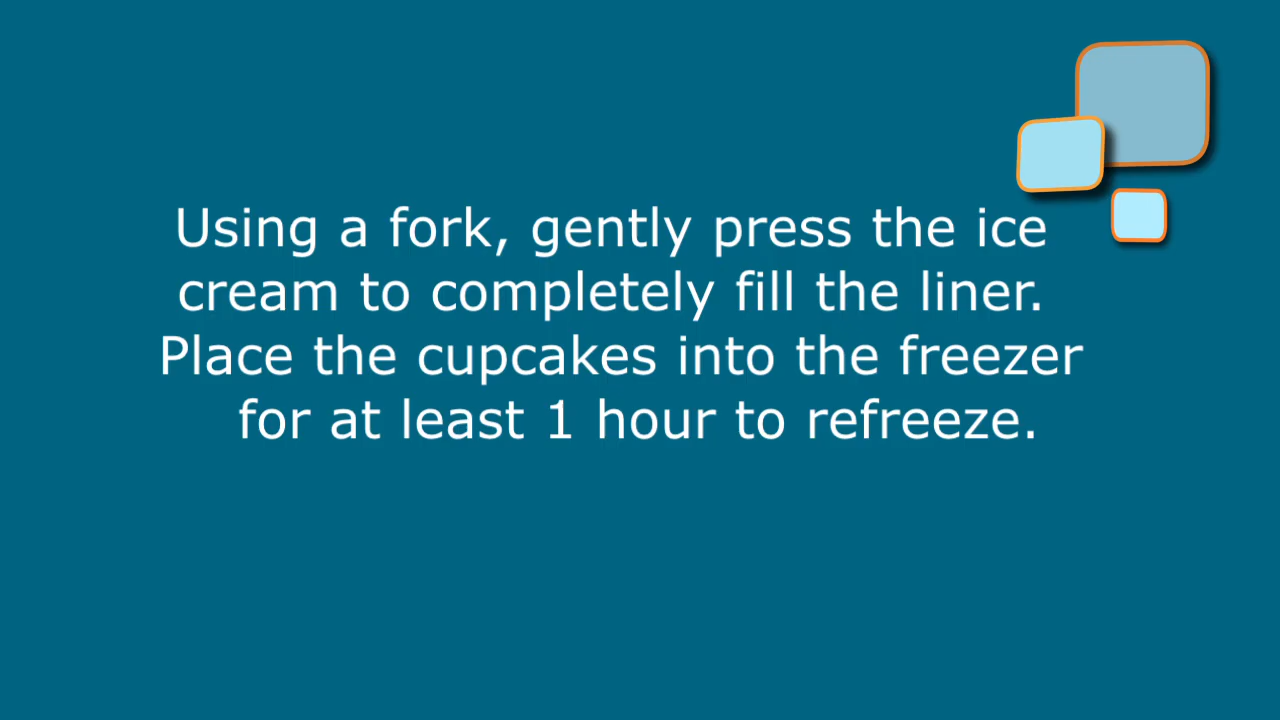 Using a fork, gently press the ice
cream to completely fill the liner.
Place the cupcakes into the freezer
for at least 1 hour to refreeze.